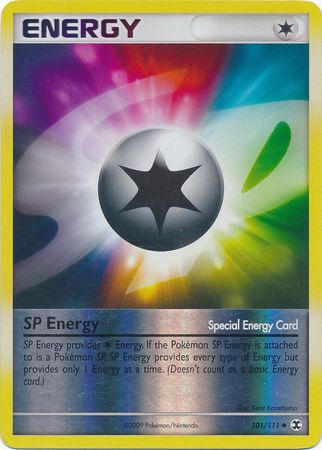 ENERGY
SP Energy
Special Energy Card
SP Energy provides Energy. If the Pokémon SP Energy is attached
to is a Pokémon SP, SP Energy provides every type of Energy but
provides only 1 Energy at a time. (Doesn't count as a basic Energy
card.)
Illus. Kent Kanetsuna
©2009 Pokémon/Nintendo
101/111